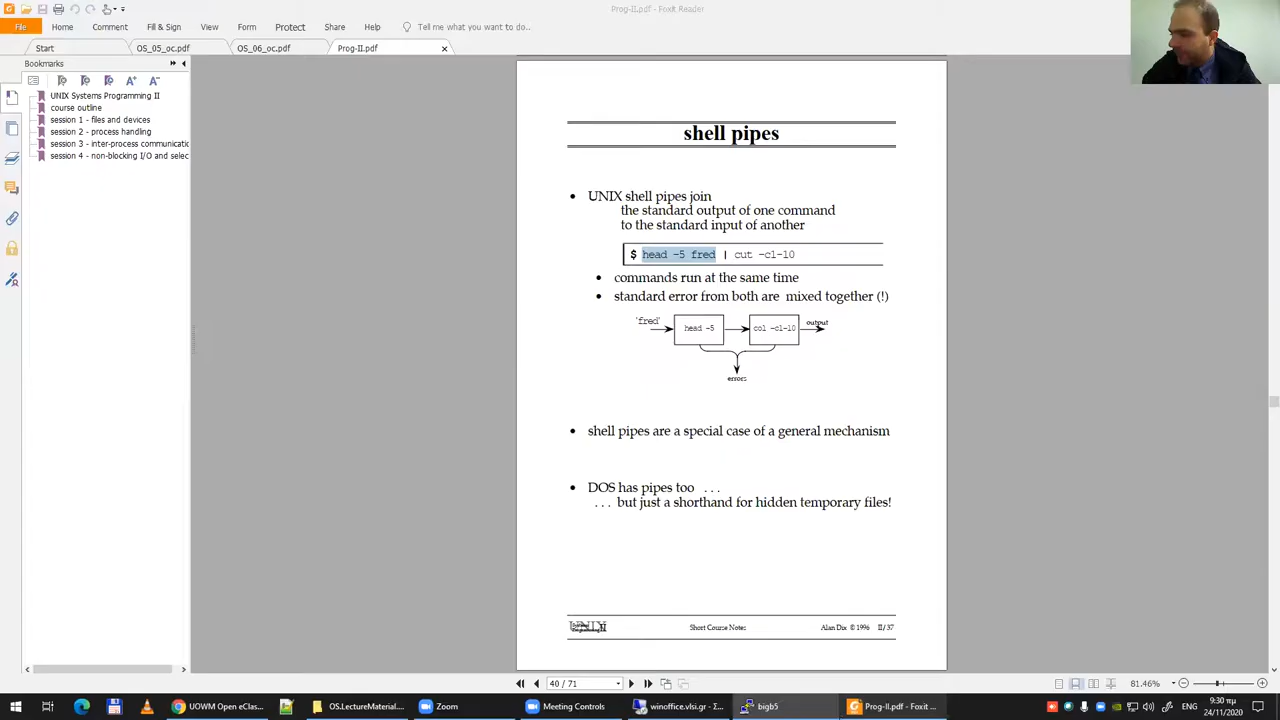 Prog-II.pdf - Foxit Reader
File Home Comment Fill & Sign View Form Protect Share Help Tell me what you want to do..
Start OS_05_oc.pdf OS_06_oc.pdf Prog-II.pdf
Bookmarks
UNIX Systems Programming II
course outline
session 1 - files and devices
session 2 - process handling
session 3 - inter-process communicatic
session 4 - non-blocking I/O and selec
shell pipes
• UNIX shell pipes join
the standard output of one command
to the standard input of another
$ head -5 fred | cut -c1-10
• commands run at the same time
• standard error from both are mixed together (!)
'fred' head -5 col -c1-10 output
errors
• shell pipes are a special case of a general mechanism
• DOS has pipes too . . .
. . . but just a shorthand for hidden temporary files!
UNIX
Short Course Notes Alan Dix © 1996 II/37
40 / 71 81.46%
UOWM Open eClas... OS.LectureMaterial.... Zoom Meeting Controls winoffice.vlsi.gr - Σ... bigb5 Prog-II.pdf - Foxit ... ENG 9:30 πμ
24/11/2020